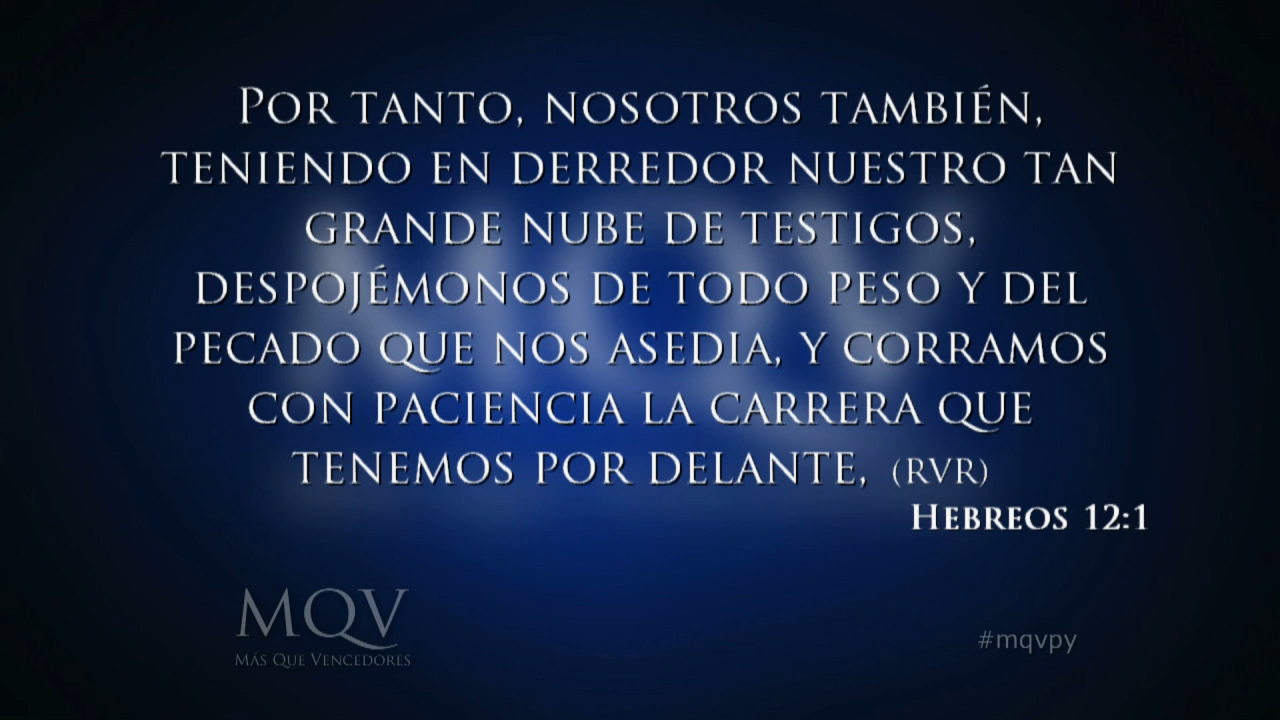 Por tanto, nosotros también,
teniendo en derredor nuestro tan
grande nube de testigos,
despojémonos de todo peso y del
pecado que nos asedia, y corramos
con paciencia la carrera que
tenemos por delante, (RVR)
Hebreos 12:1
MQV
Más Que Vencedores
#mqvpy